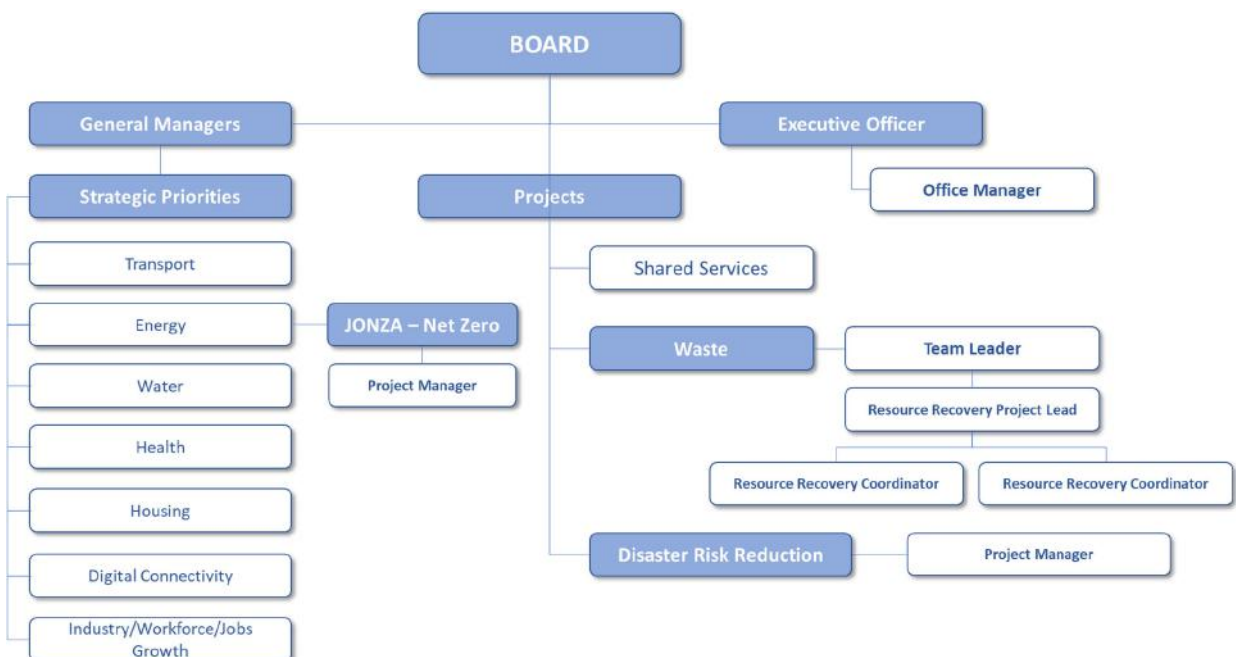 BOARD
General Managers
Executive Officer
Strategic Priorities
Projects
Office Manager
Transport
Shared Services
Energy
JONZA – Net Zero
Waste
Team Leader
Water
Project Manager
Resource Recovery Project Lead
Health
Resource Recovery Coordinator
Resource Recovery Coordinator
Housing
Disaster Risk Reduction
Project Manager
Digital Connectivity
Industry/Workforce/Jobs
Growth